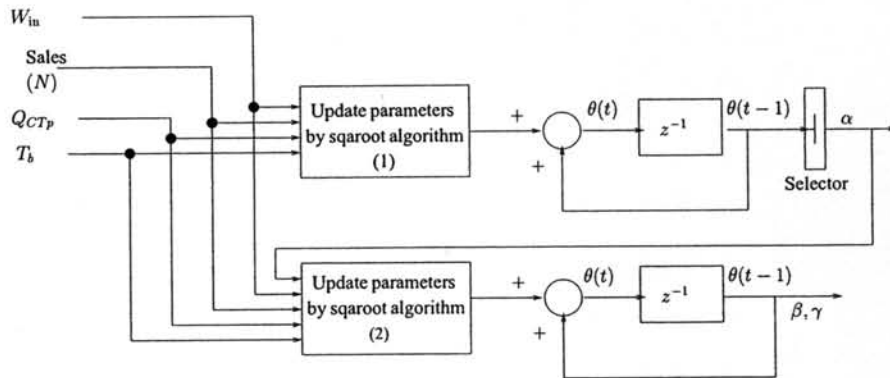 W_in
Sales
(N)
Q_CTp
T_b
Update parameters
by sqaroot algorithm
(1)
+
+
θ(t)
z^-1
θ(t−1)
α
Selector
Update parameters
by sqaroot algorithm
(2)
+
+
θ(t)
z^-1
θ(t−1)
β, γ